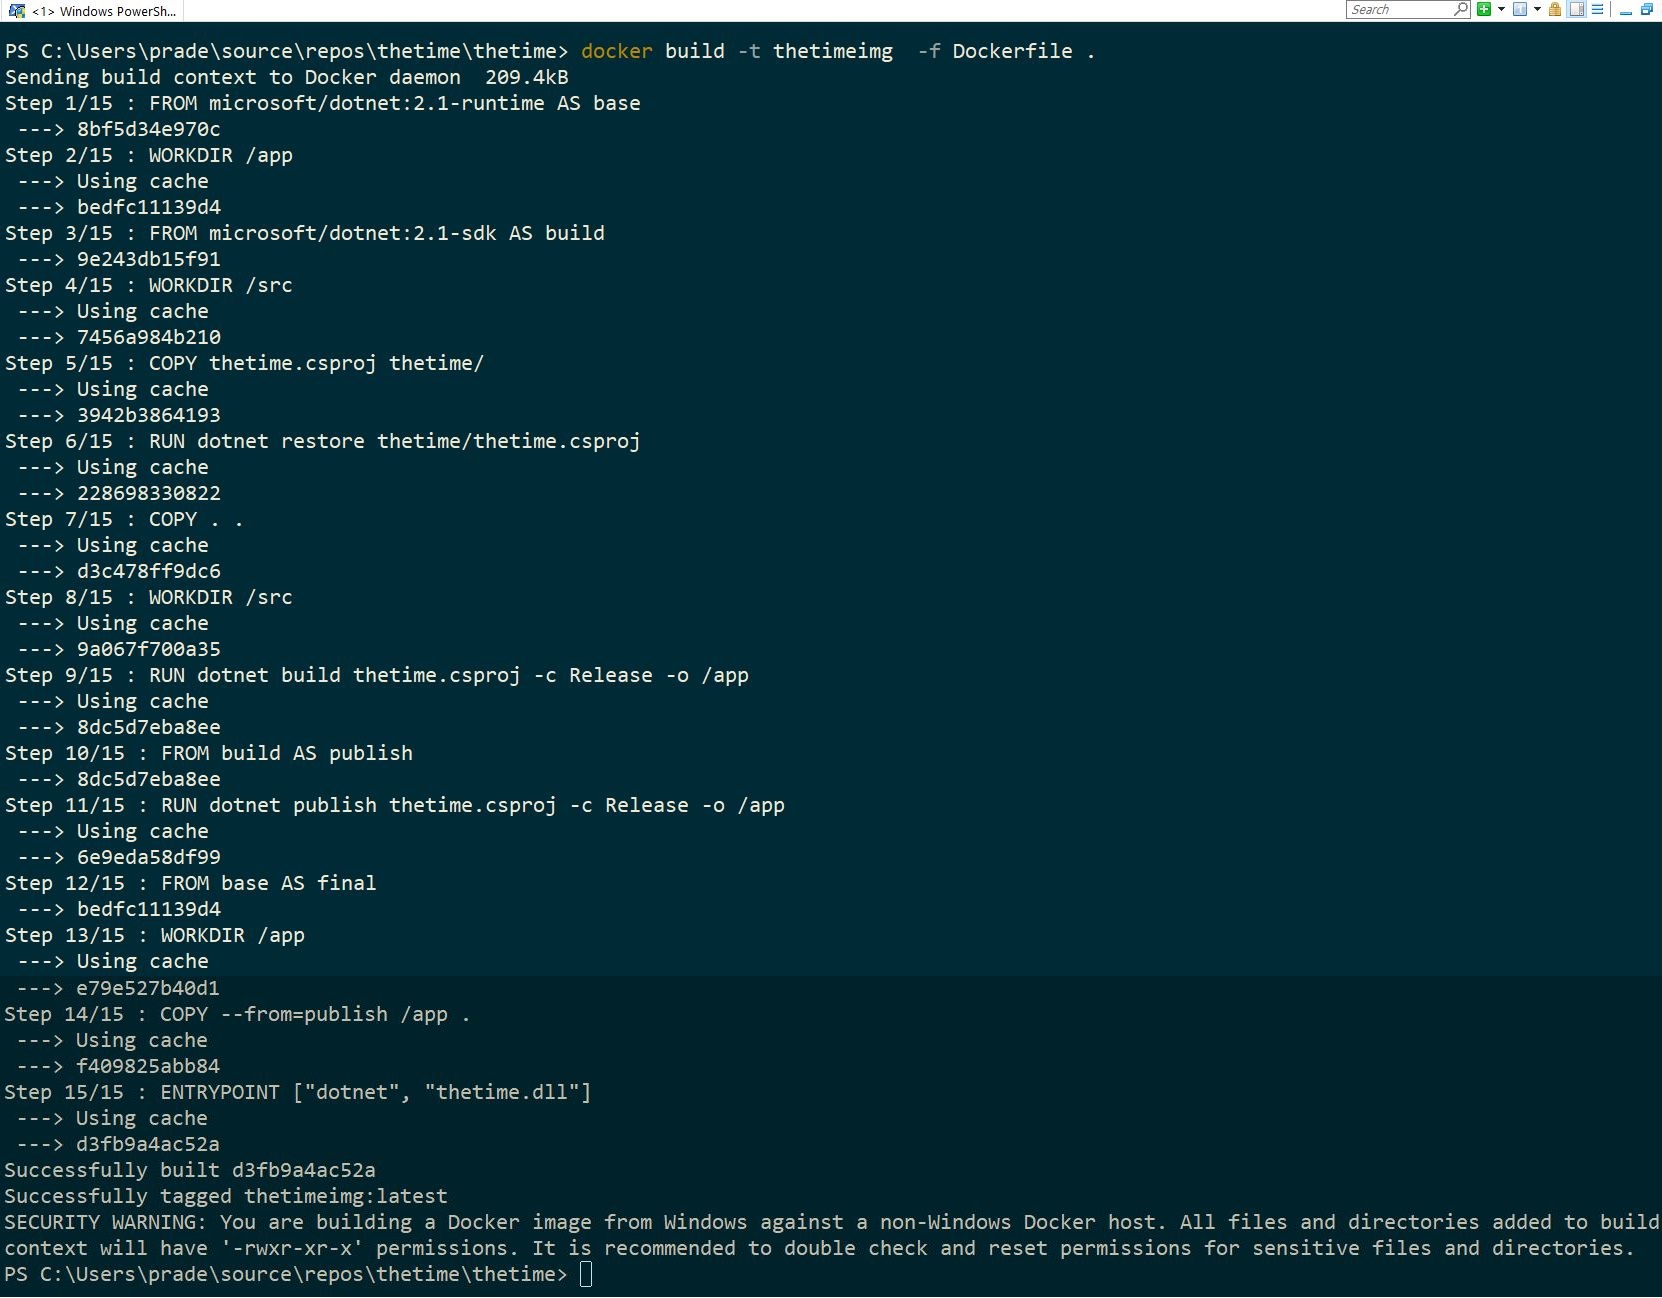 <1> Windows PowerSh...
Search
PS C:\Users\prade\source\repos\thetime\thetime> docker build -t thetimeimg  -f Dockerfile .
Sending build context to Docker daemon  209.4kB
Step 1/15 : FROM microsoft/dotnet:2.1-runtime AS base
 ---> 8bf5d34e970c
Step 2/15 : WORKDIR /app
 ---> Using cache
 ---> bedfc11139d4
Step 3/15 : FROM microsoft/dotnet:2.1-sdk AS build
 ---> 9e243db15f91
Step 4/15 : WORKDIR /src
 ---> Using cache
 ---> 7456a984b210
Step 5/15 : COPY thetime.csproj thetime/
 ---> Using cache
 ---> 3942b3864193
Step 6/15 : RUN dotnet restore thetime/thetime.csproj
 ---> Using cache
 ---> 228698330822
Step 7/15 : COPY . .
 ---> Using cache
 ---> d3c478ff9dc6
Step 8/15 : WORKDIR /src
 ---> Using cache
 ---> 9a067f700a35
Step 9/15 : RUN dotnet build thetime.csproj -c Release -o /app
 ---> Using cache
 ---> 8dc5d7eba8ee
Step 10/15 : FROM build AS publish
 ---> 8dc5d7eba8ee
Step 11/15 : RUN dotnet publish thetime.csproj -c Release -o /app
 ---> Using cache
 ---> 6e9eda58df99
Step 12/15 : FROM base AS final
 ---> bedfc11139d4
Step 13/15 : WORKDIR /app
 ---> Using cache
 ---> e79e527b40d1
Step 14/15 : COPY --from=publish /app .
 ---> Using cache
 ---> f409825abb84
Step 15/15 : ENTRYPOINT ["dotnet", "thetime.dll"]
 ---> Using cache
 ---> d3fb9a4ac52a
Successfully built d3fb9a4ac52a
Successfully tagged thetimeimg:latest
SECURITY WARNING: You are building a Docker image from Windows against a non-Windows Docker host. All files and directories added to build
context will have '-rwxr-xr-x' permissions. It is recommended to double check and reset permissions for sensitive files and directories.
PS C:\Users\prade\source\repos\thetime\thetime>